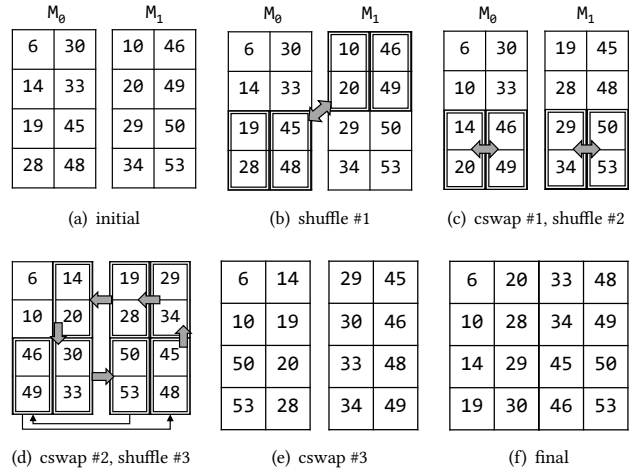 M₀ M₁ M₀ M₁ M₀ M₁
6 30 10 46 6 30 10 46 6 30 19 45
14 33 20 49 14 33 20 49 10 33 28 48
19 45 29 50 19 45 29 50 14 46 29 50
28 48 34 53 28 48 34 53 20 49 34 53
(a) initial (b) shuffle #1 (c) cswap #1, shuffle #2
6 14 19 29 6 14 29 45 6 20 33 48
10 20 28 34 10 19 30 46 10 28 34 49
46 30 50 45 50 20 33 48 14 29 45 50
49 33 53 48 53 28 34 49 19 30 46 53
(d) cswap #2, shuffle #3 (e) cswap #3 (f) final